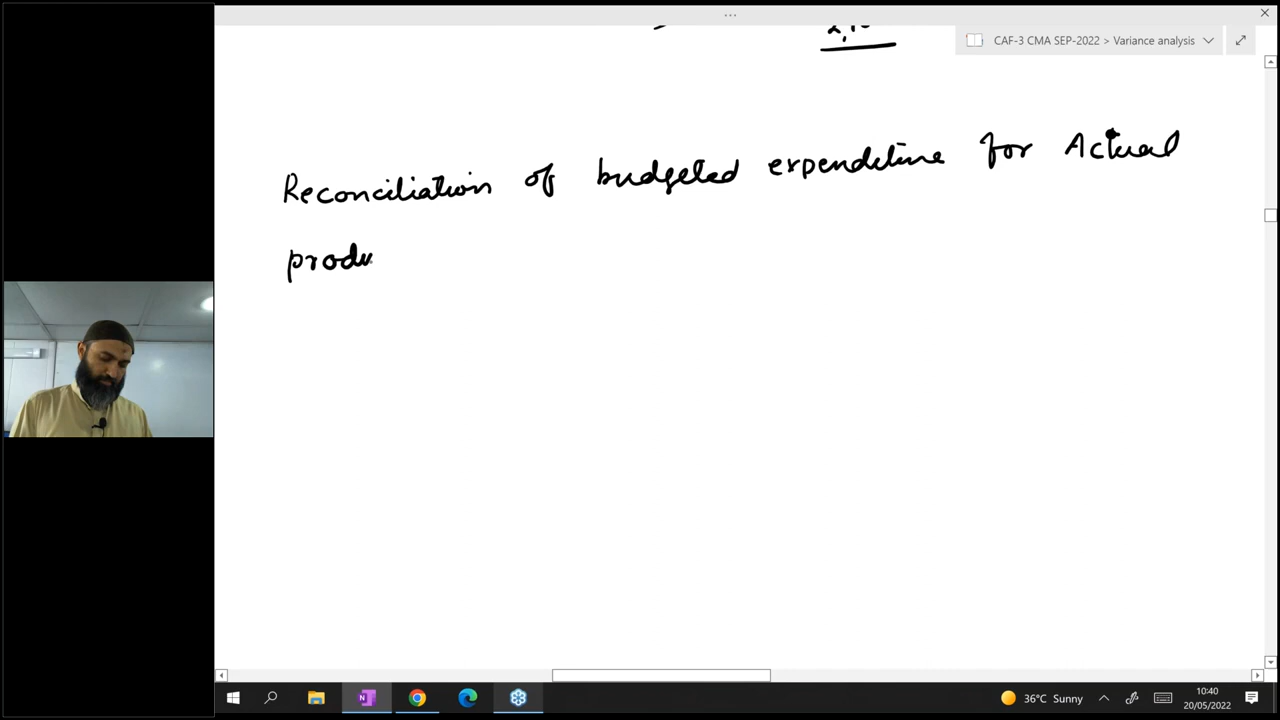 CAF-3 CMA SEP-2022 > Variance analysis
Reconciliation of budgeted expenditure for Actual
produ
36°C Sunny
10:40
20/05/2022